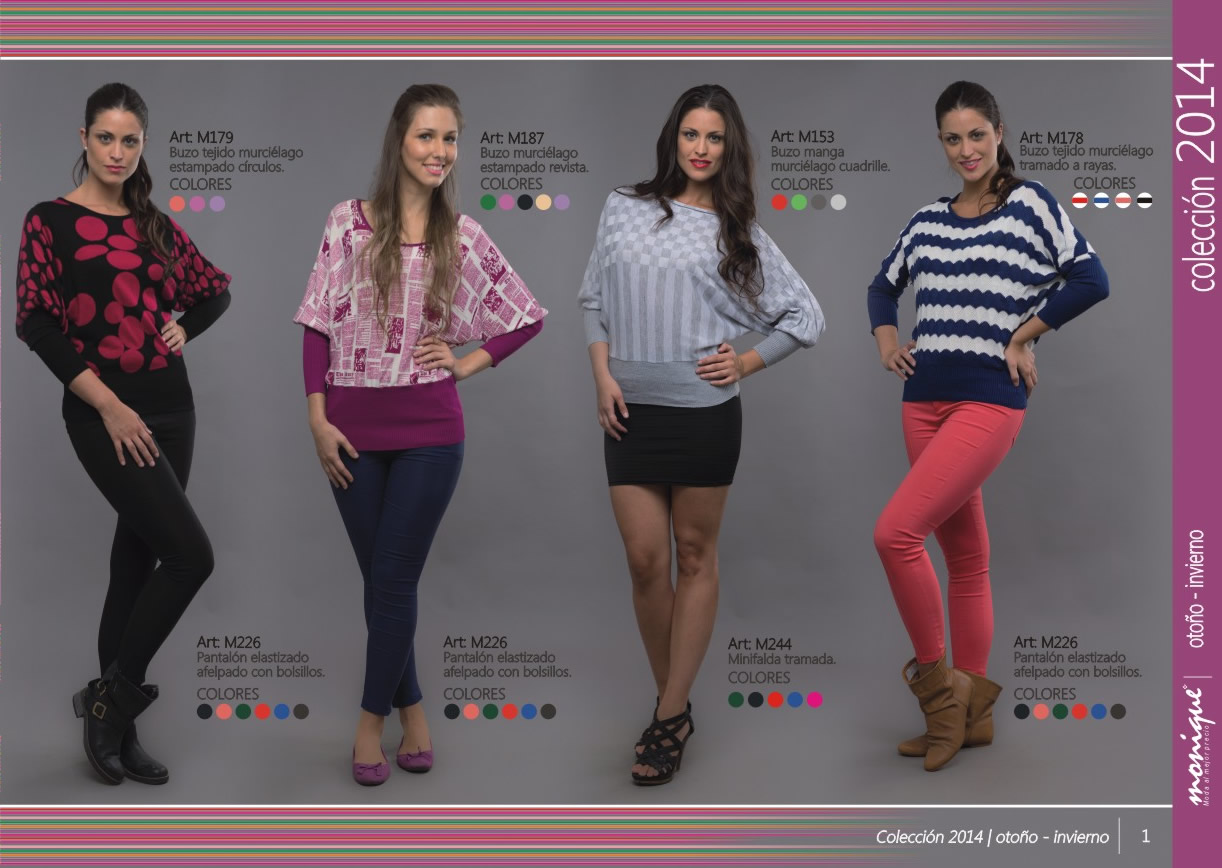 Art: M179
Buzo tejido murciélago
estampado círculos.
COLORES
Art: M187
Buzo murciélago
estampado revista.
COLORES
Art: M153
Buzo manga
murciélago cuadrille.
COLORES
Art: M178
Buzo tejido murciélago
tramado a rayas.
COLORES
Art: M226
Pantalón elastizado
afelpado con bolsillos.
COLORES
Art: M226
Pantalón elastizado
afelpado con bolsillos.
COLORES
Art: M244
Minifalda tramada.
COLORES
Art: M226
Pantalón elastizado
afelpado con bolsillos.
COLORES
colección 2014
otoño - invierno
monique®
Moda al mejor precio
Colección 2014 | otoño - invierno
1